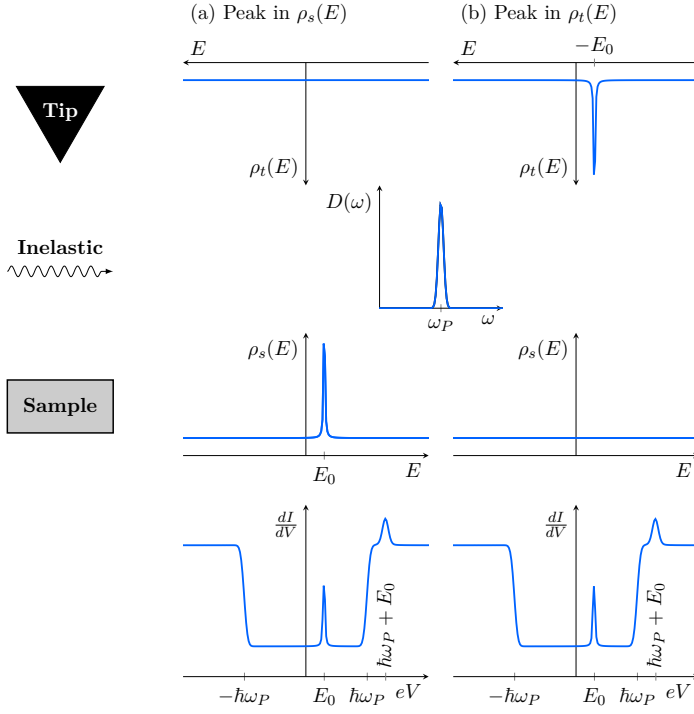 (a) Peak in ρ_s(E)
(b) Peak in ρ_t(E)
E
E
−E_0
Tip
ρ_t(E)
ρ_t(E)
D(ω)
Inelastic
ω_P
ω
ρ_s(E)
ρ_s(E)
Sample
E_0
E
E
dI/dV
dI/dV
ħω_P + E_0
ħω_P + E_0
−ħω_P
E_0
ħω_P
eV
−ħω_P
E_0
ħω_P
eV